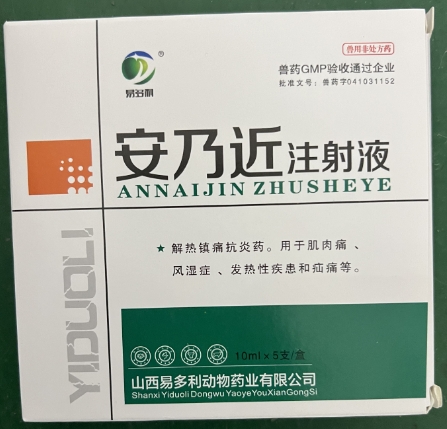 兽用非处方药
兽药GMP验收通过企业
批准文号：兽药字041031152
®
易多利
安乃近注射液
ANNAIJIN ZHUSHEYE
★ 解热镇痛抗炎药。用于肌肉痛、
风湿症、发热性疾患和疝痛等。
YIDUOLI
10ml×5支/盒
山西易多利动物药业有限公司
Shanxi Yiduoli Dongwu YaoyeYouXianGongSi